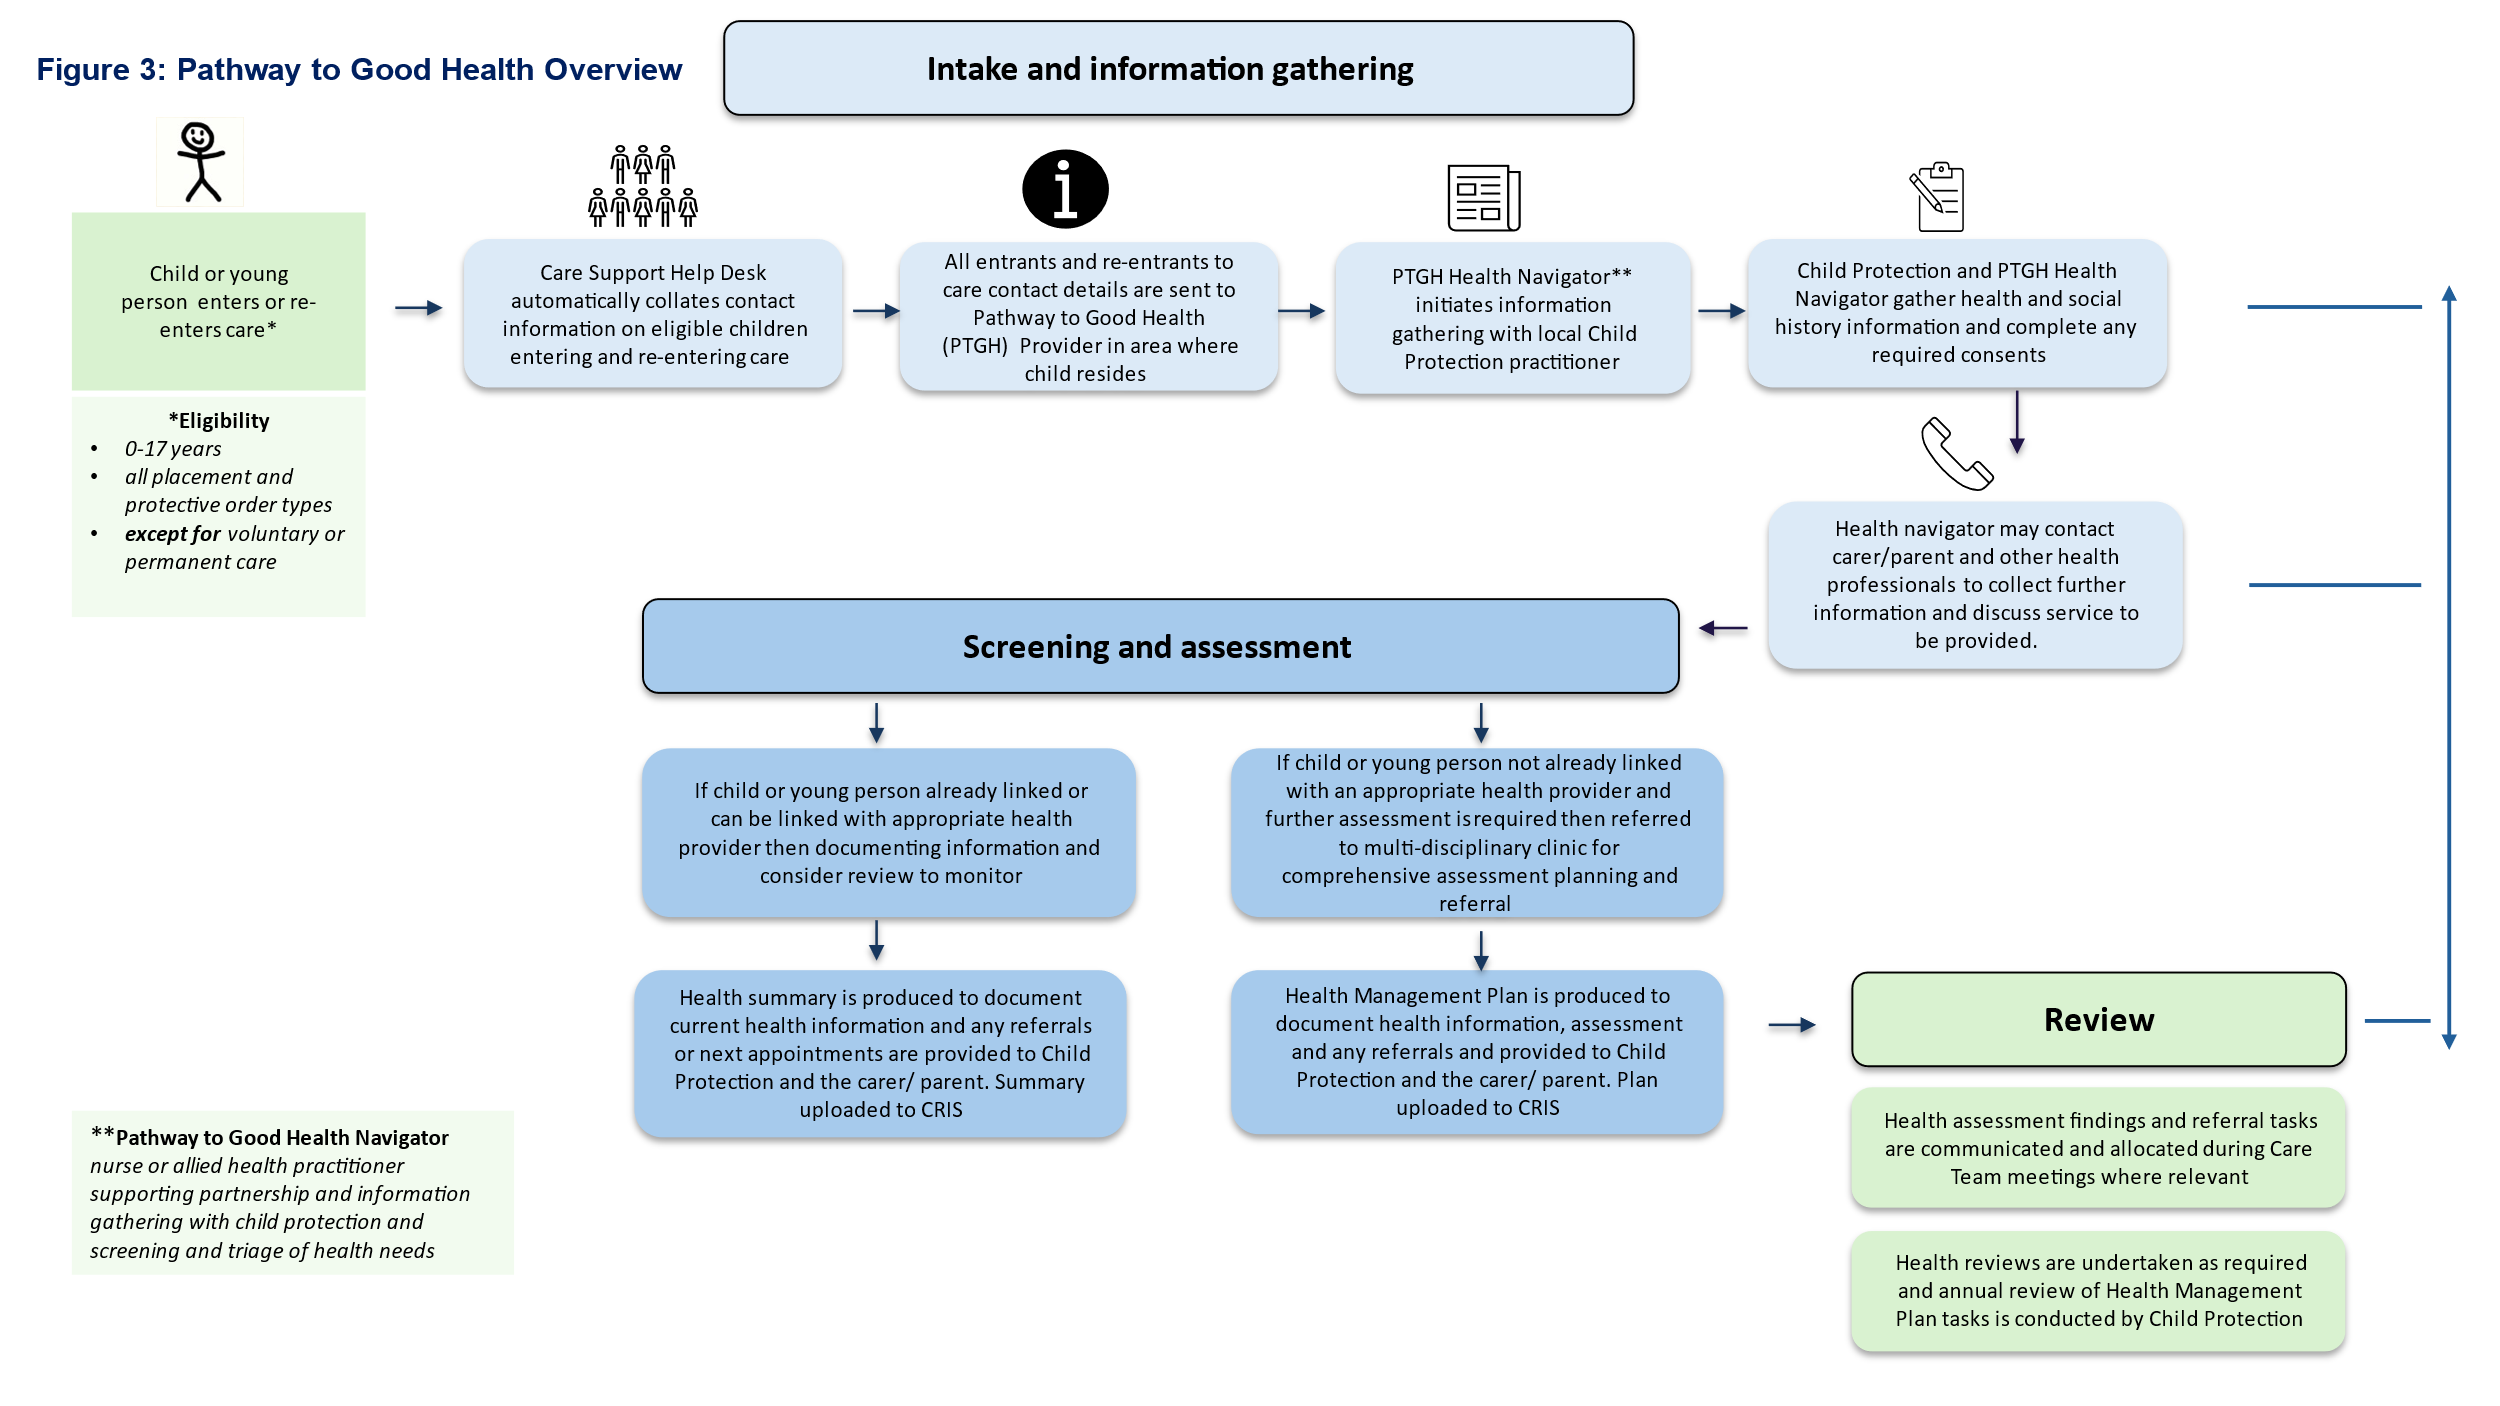 Figure 3: Pathway to Good Health Overview
Intake and information gathering
Child or young
person enters or re-
enters care*
*Eligibility
• 0-17 years
• all placement and
protective order types
• except for voluntary or
permanent care
Care Support Help Desk
automatically collates contact
information on eligible children
entering and re-entering care
All entrants and re-entrants to
care contact details are sent to
Pathway to Good Health
(PTGH) Provider in area where
child resides
PTGH Health Navigator**
initiates information
gathering with local Child
Protection practitioner
Child Protection and PTGH Health
Navigator gather health and social
history information and complete any
required consents
Health navigator may contact
carer/parent and other health
professionals to collect further
information and discuss service to
be provided.
Screening and assessment
If child or young person already linked or
can be linked with appropriate health
provider then documenting information and
consider review to monitor
If child or young person not already linked
with an appropriate health provider and
further assessment is required then referred
to multi-disciplinary clinic for
comprehensive assessment planning and
referral
Health summary is produced to document
current health information and any referrals
or next appointments are provided to Child
Protection and the carer/ parent. Summary
uploaded to CRIS
Health Management Plan is produced to
document health information, assessment
and any referrals and provided to Child
Protection and the carer/ parent. Plan
uploaded to CRIS
Review
Health assessment findings and referral tasks
are communicated and allocated during Care
Team meetings where relevant
Health reviews are undertaken as required
and annual review of Health Management
Plan tasks is conducted by Child Protection
**Pathway to Good Health Navigator
nurse or allied health practitioner
supporting partnership and information
gathering with child protection and
screening and triage of health needs